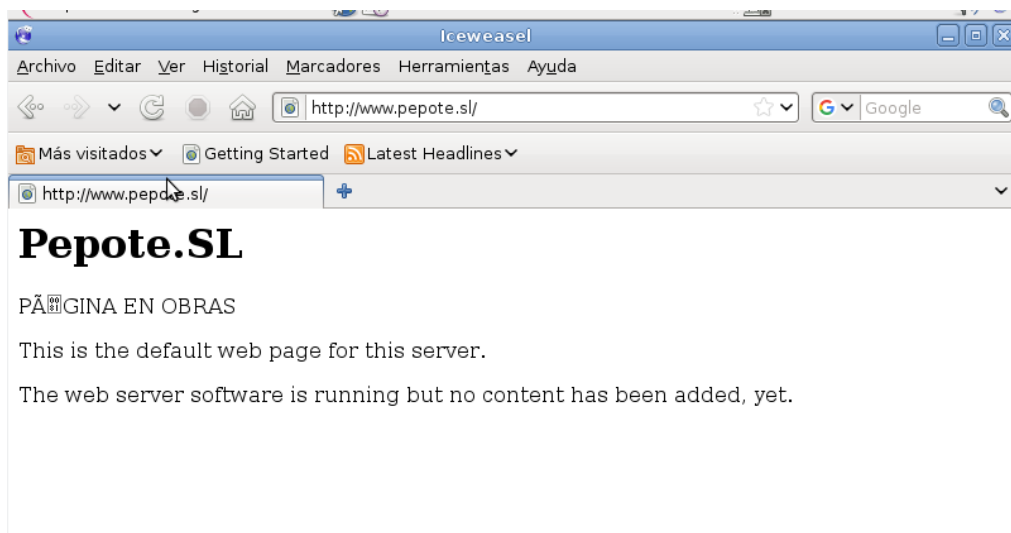 Iceweasel
Archivo Editar Ver Historial Marcadores Herramientas Ayuda
http://www.pepote.sl/ G Google
Más visitados Getting Started Latest Headlines
http://www.pepote.sl/
Pepote.SL
PÃGINA EN OBRAS
This is the default web page for this server.
The web server software is running but no content has been added, yet.